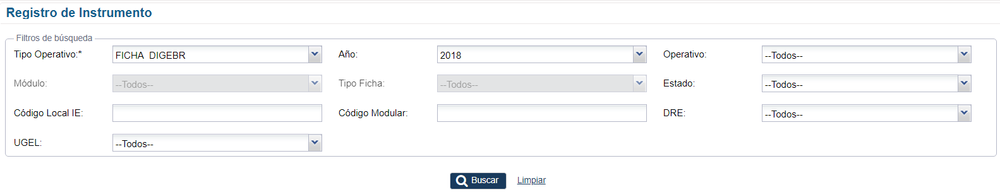 Registro de Instrumento
Filtros de búsqueda
Tipo Operativo:* FICHA  DIGEBR Año: 2018 Operativo: --Todos--
Módulo: --Todos-- Tipo Ficha: --Todos-- Estado: --Todos--
Código Local IE: Código Modular: DRE: --Todos--
UGEL: --Todos--
Buscar Limpiar